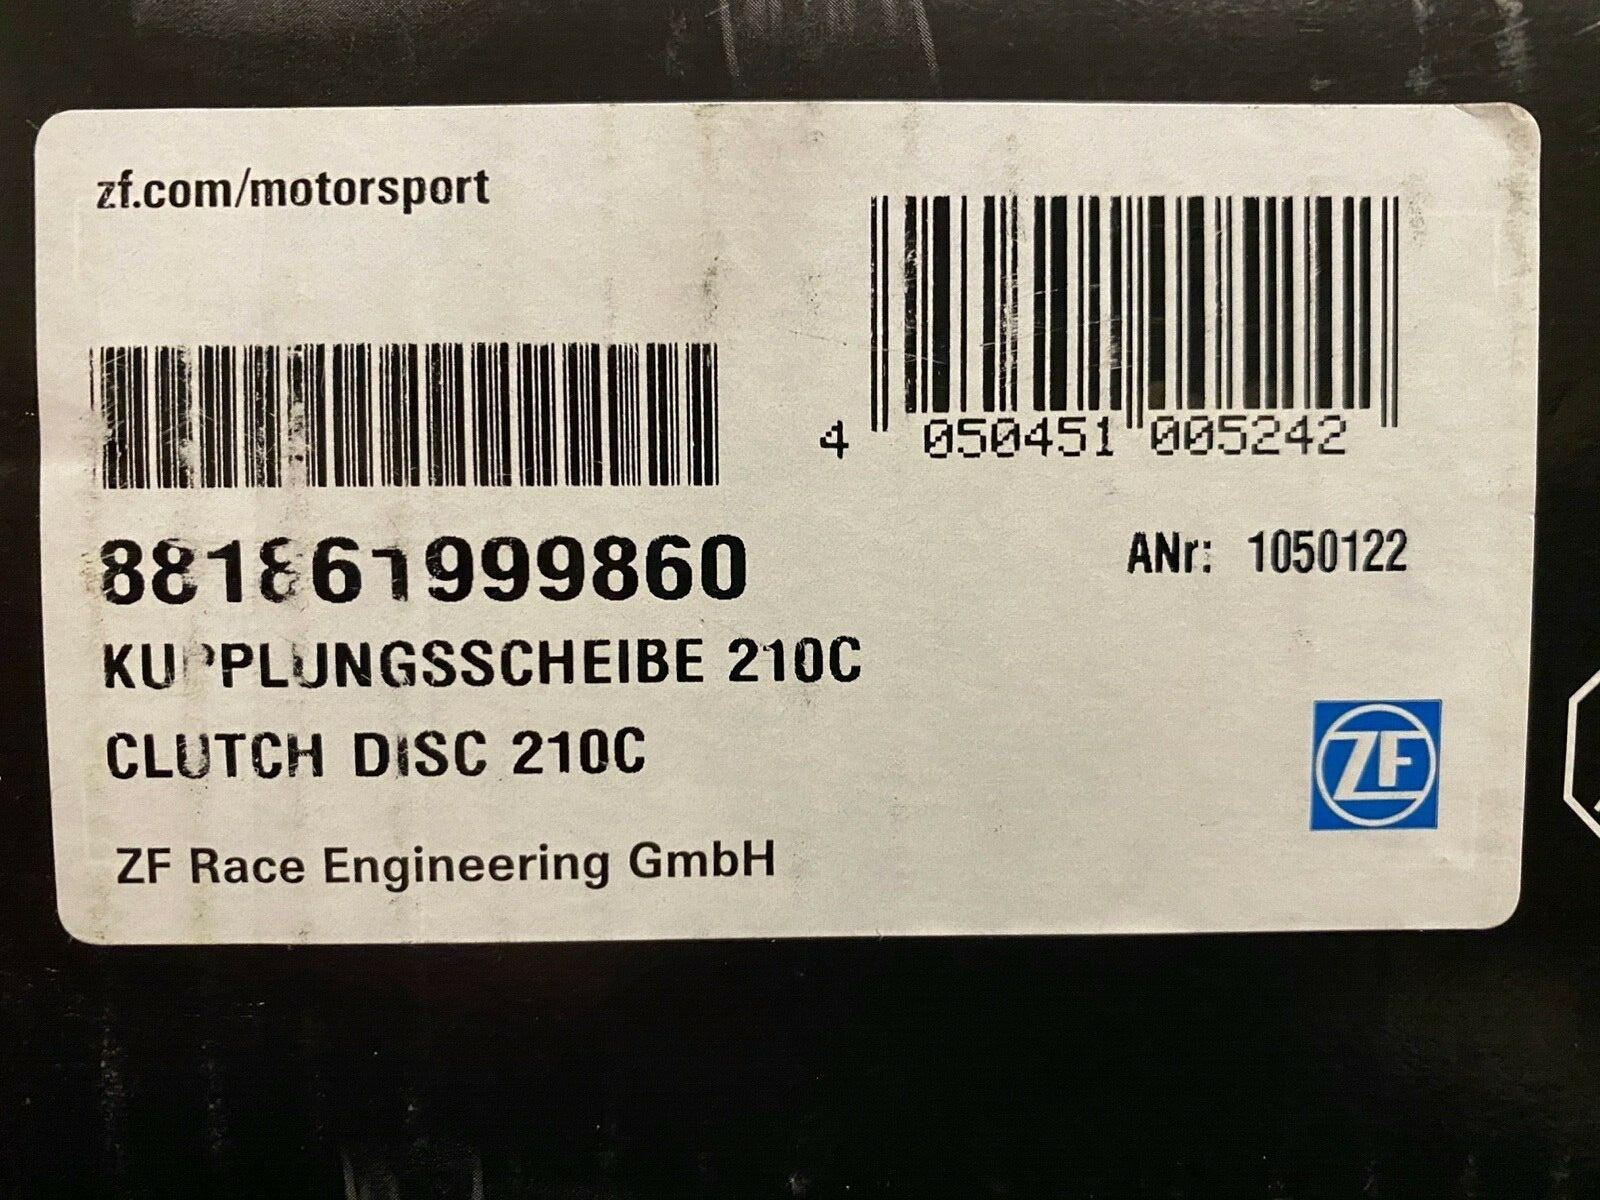 zf.com/motorsport
4 050451 005242
881861999860
ANr: 1050122
KUPPLUNGSSCHEIBE 210C
CLUTCH DISC 210C
ZF
ZF Race Engineering GmbH